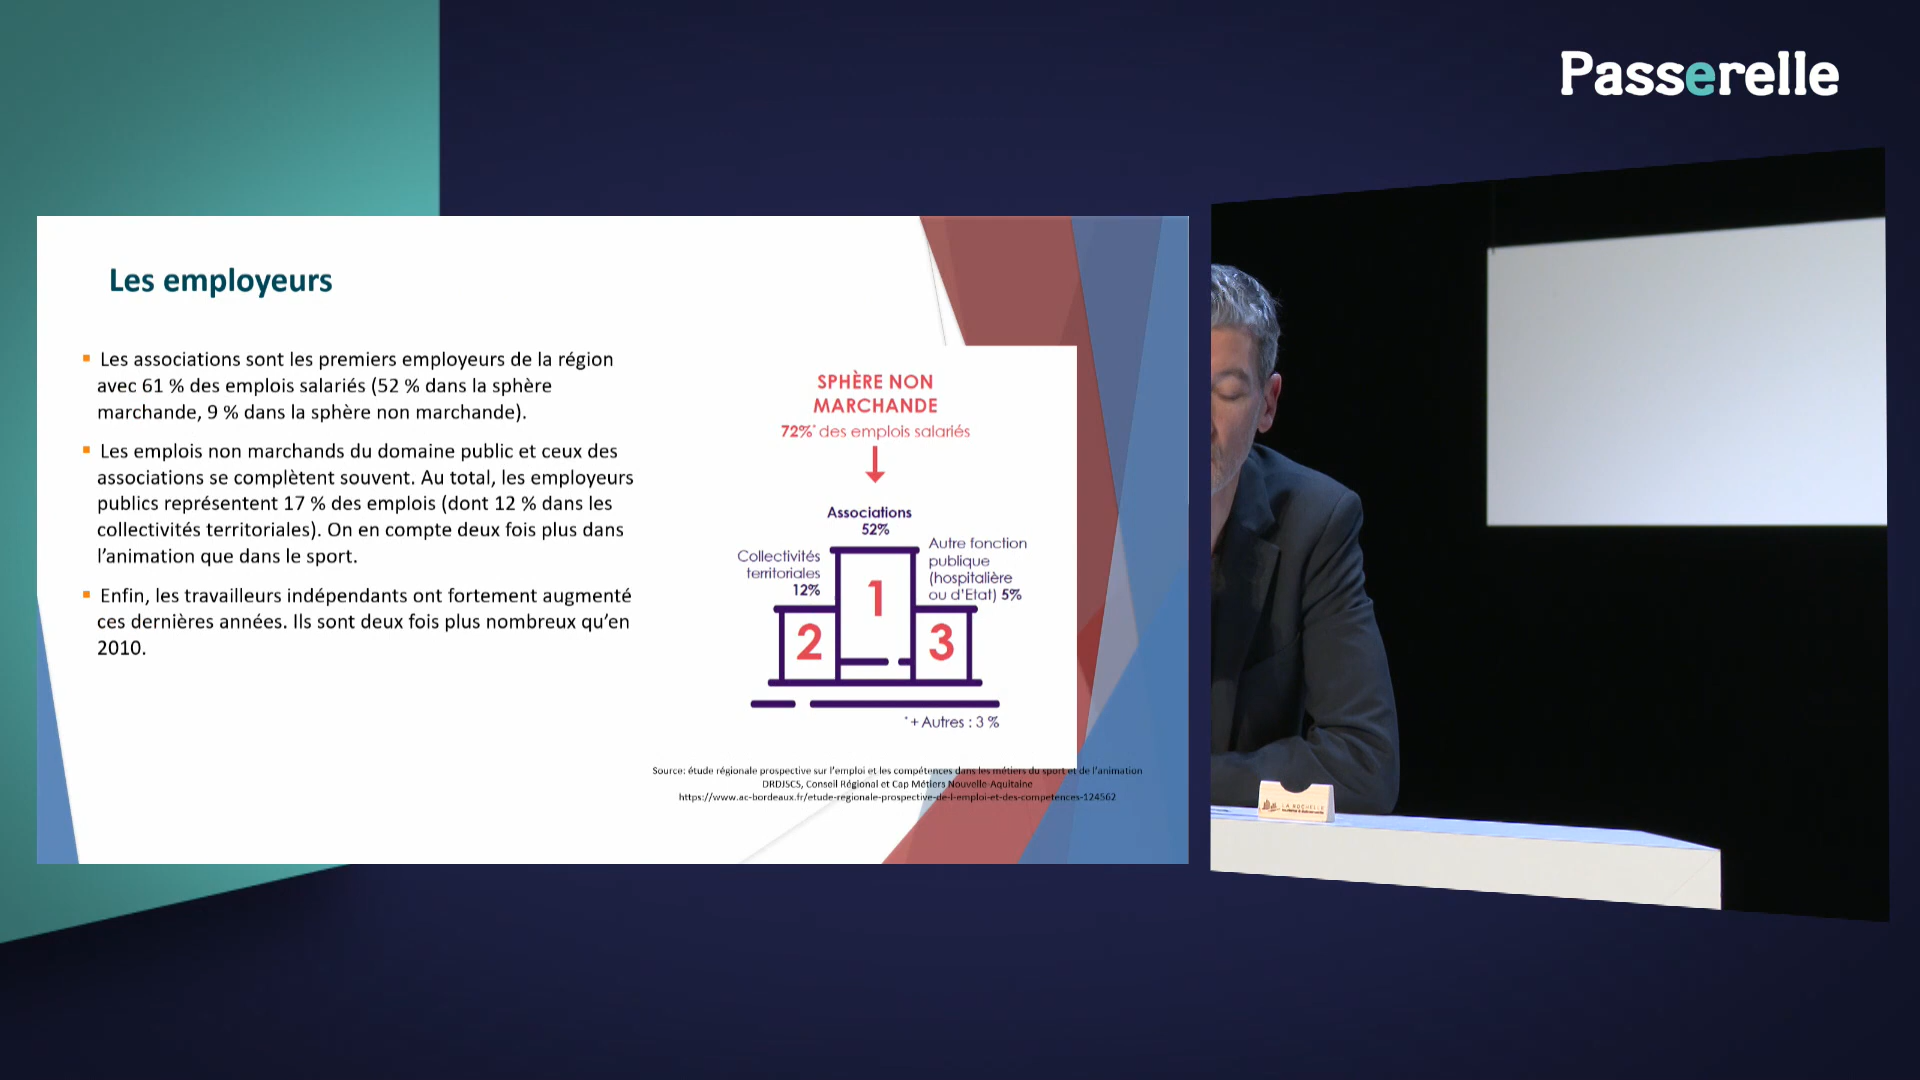 Passerelle
Les employeurs
Les associations sont les premiers employeurs de la région
avec 61 % des emplois salariés (52 % dans la sphère
marchande, 9 % dans la sphère non marchande).
Les emplois non marchands du domaine public et ceux des
associations se complètent souvent. Au total, les employeurs
publics représentent 17 % des emplois (dont 12 % dans les
collectivités territoriales). On en compte deux fois plus dans
l’animation que dans le sport.
Enfin, les travailleurs indépendants ont fortement augmenté
ces dernières années. Ils sont deux fois plus nombreux qu’en
2010.
SPHÈRE NON
MARCHANDE
72%* des emplois salariés
Associations
52%
Collectivités
territoriales
12%
Autre fonction
publique
(hospitalière
ou d’Etat) 5%
1
2
3
* + Autres : 3 %
Source: étude régionale prospective sur l’emploi et les compétences dans les métiers du sport et de l’animation
DRDJSCS, Conseil Régional et Cap Métiers Nouvelle-Aquitaine
https://www.ac-bordeaux.fr/etude-regionale-prospective-de-l-emploi-et-des-competences-124562
LA ROCHELLE